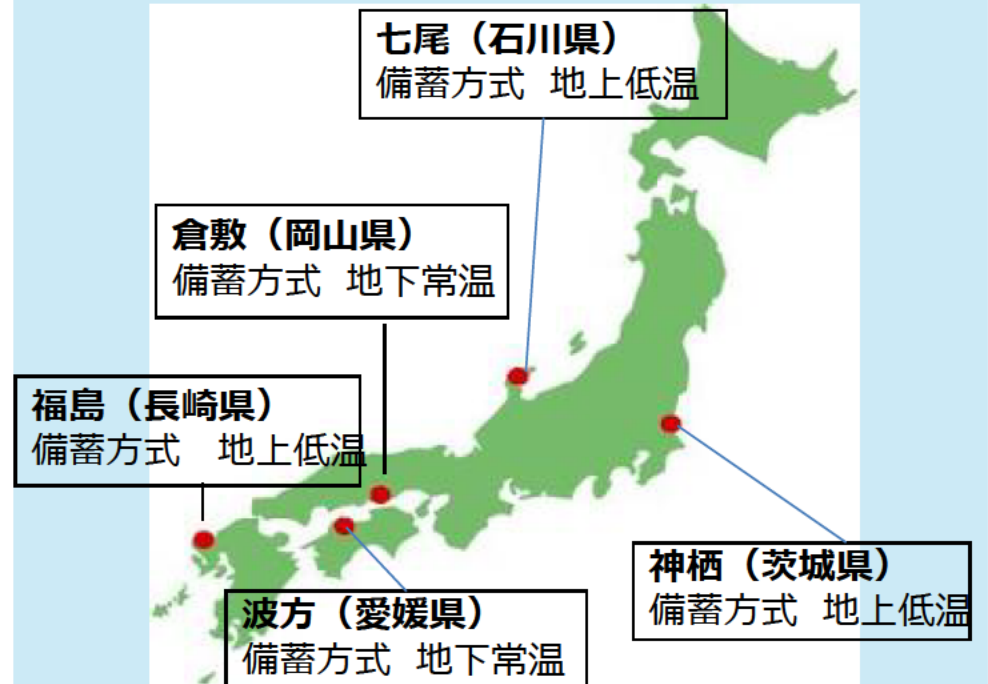 七尾（石川県）
備蓄方式 地上低温
倉敷（岡山県）
備蓄方式 地下常温
福島（長崎県）
備蓄方式 地上低温
神栖（茨城県）
備蓄方式 地上低温
波方（愛媛県）
備蓄方式 地下常温